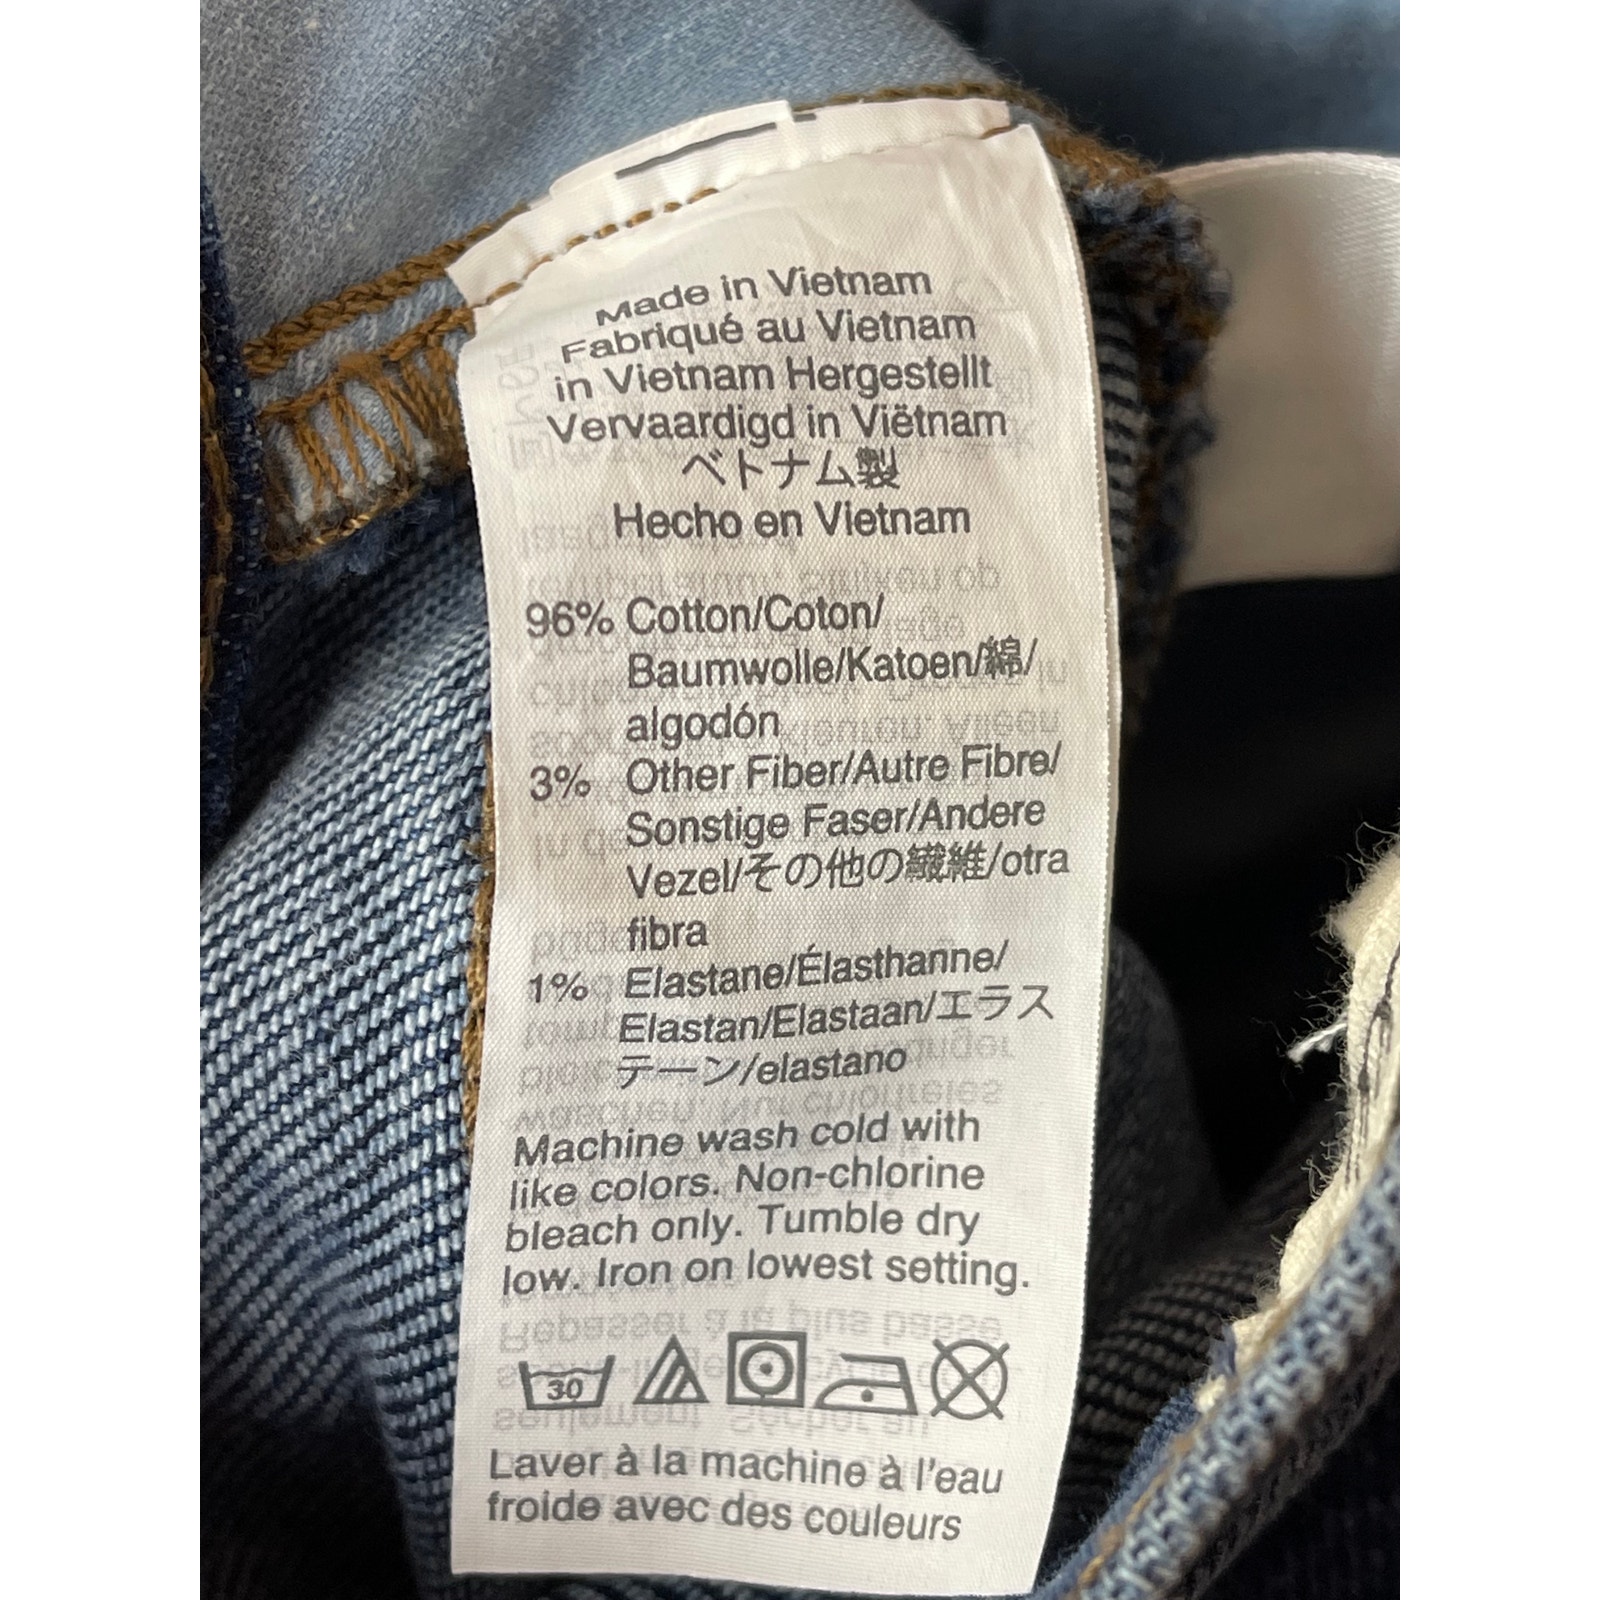 Made in Vietnam
Fabriqué au Vietnam
in Vietnam Hergestellt
Vervaardigd in Viëtnam
ベトナム製
Hecho en Vietnam
96% Cotton/Coton/
Baumwolle/Katoen/綿/
algodón
3% Other Fiber/Autre Fibre/
Sonstige Faser/Andere
Vezel/その他の繊維/otra
fibra
1% Elastane/Élasthanne/
Elastan/Elastaan/エラス
テーン/elastano
Machine wash cold with
like colors. Non-chlorine
bleach only. Tumble dry
low. Iron on lowest setting.
30
Laver à la machine à l'eau
froide avec des couleurs